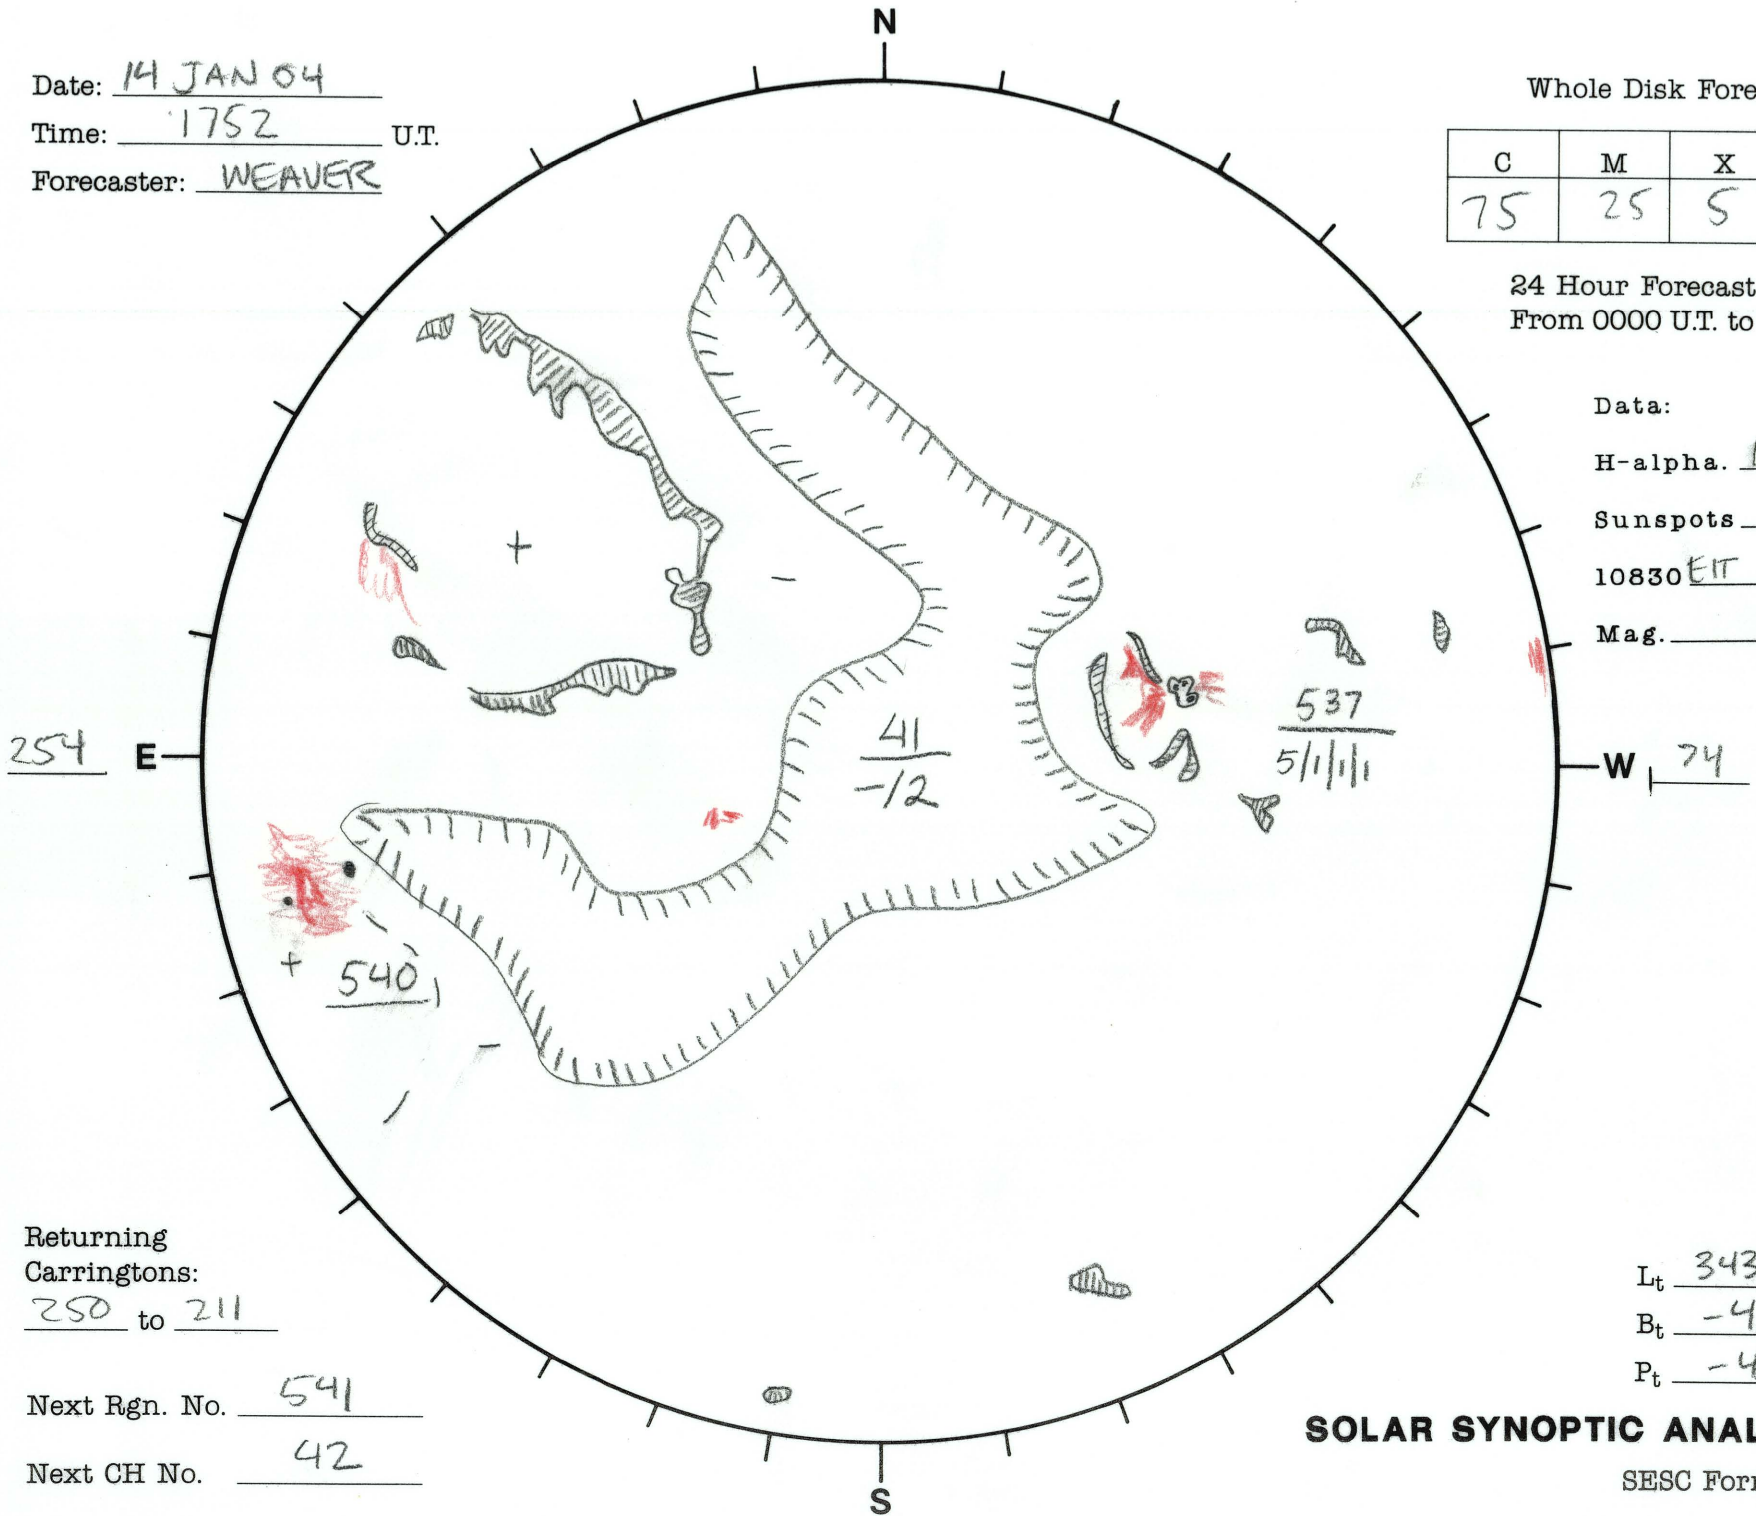 N
Date: 14 JAN 04
Time: 1752 U.T.
Forecaster: WEAVER
Whole Disk Fore
C M X
75 25 5
24 Hour Forecast
From 0000 U.T. to
Data:
H-alpha.
Sunspots
10830 EIT
Mag.
+
-
537
5/1/1/1
41
-/2
254 E
W 74
+
540
-
Returning
Carringtons:
250 to 211
Next Rgn. No. 541
Next CH No. 42
Lt 343
Bt -4
Pt -4
SOLAR SYNOPTIC ANAL
SESC For
S